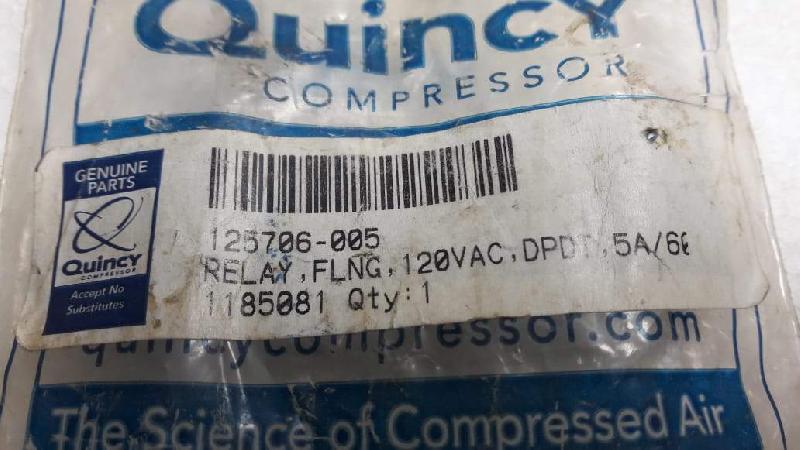 Quincy
COMPRESSOR
GENUINE
PARTS
Quincy
COMPRESSOR
Accept No
Substitutes
125706-005
RELAY,FLNG,120VAC,DPDT,5A/60
1185081 Qty:1
quincycompressor.com
The Science of Compressed Air